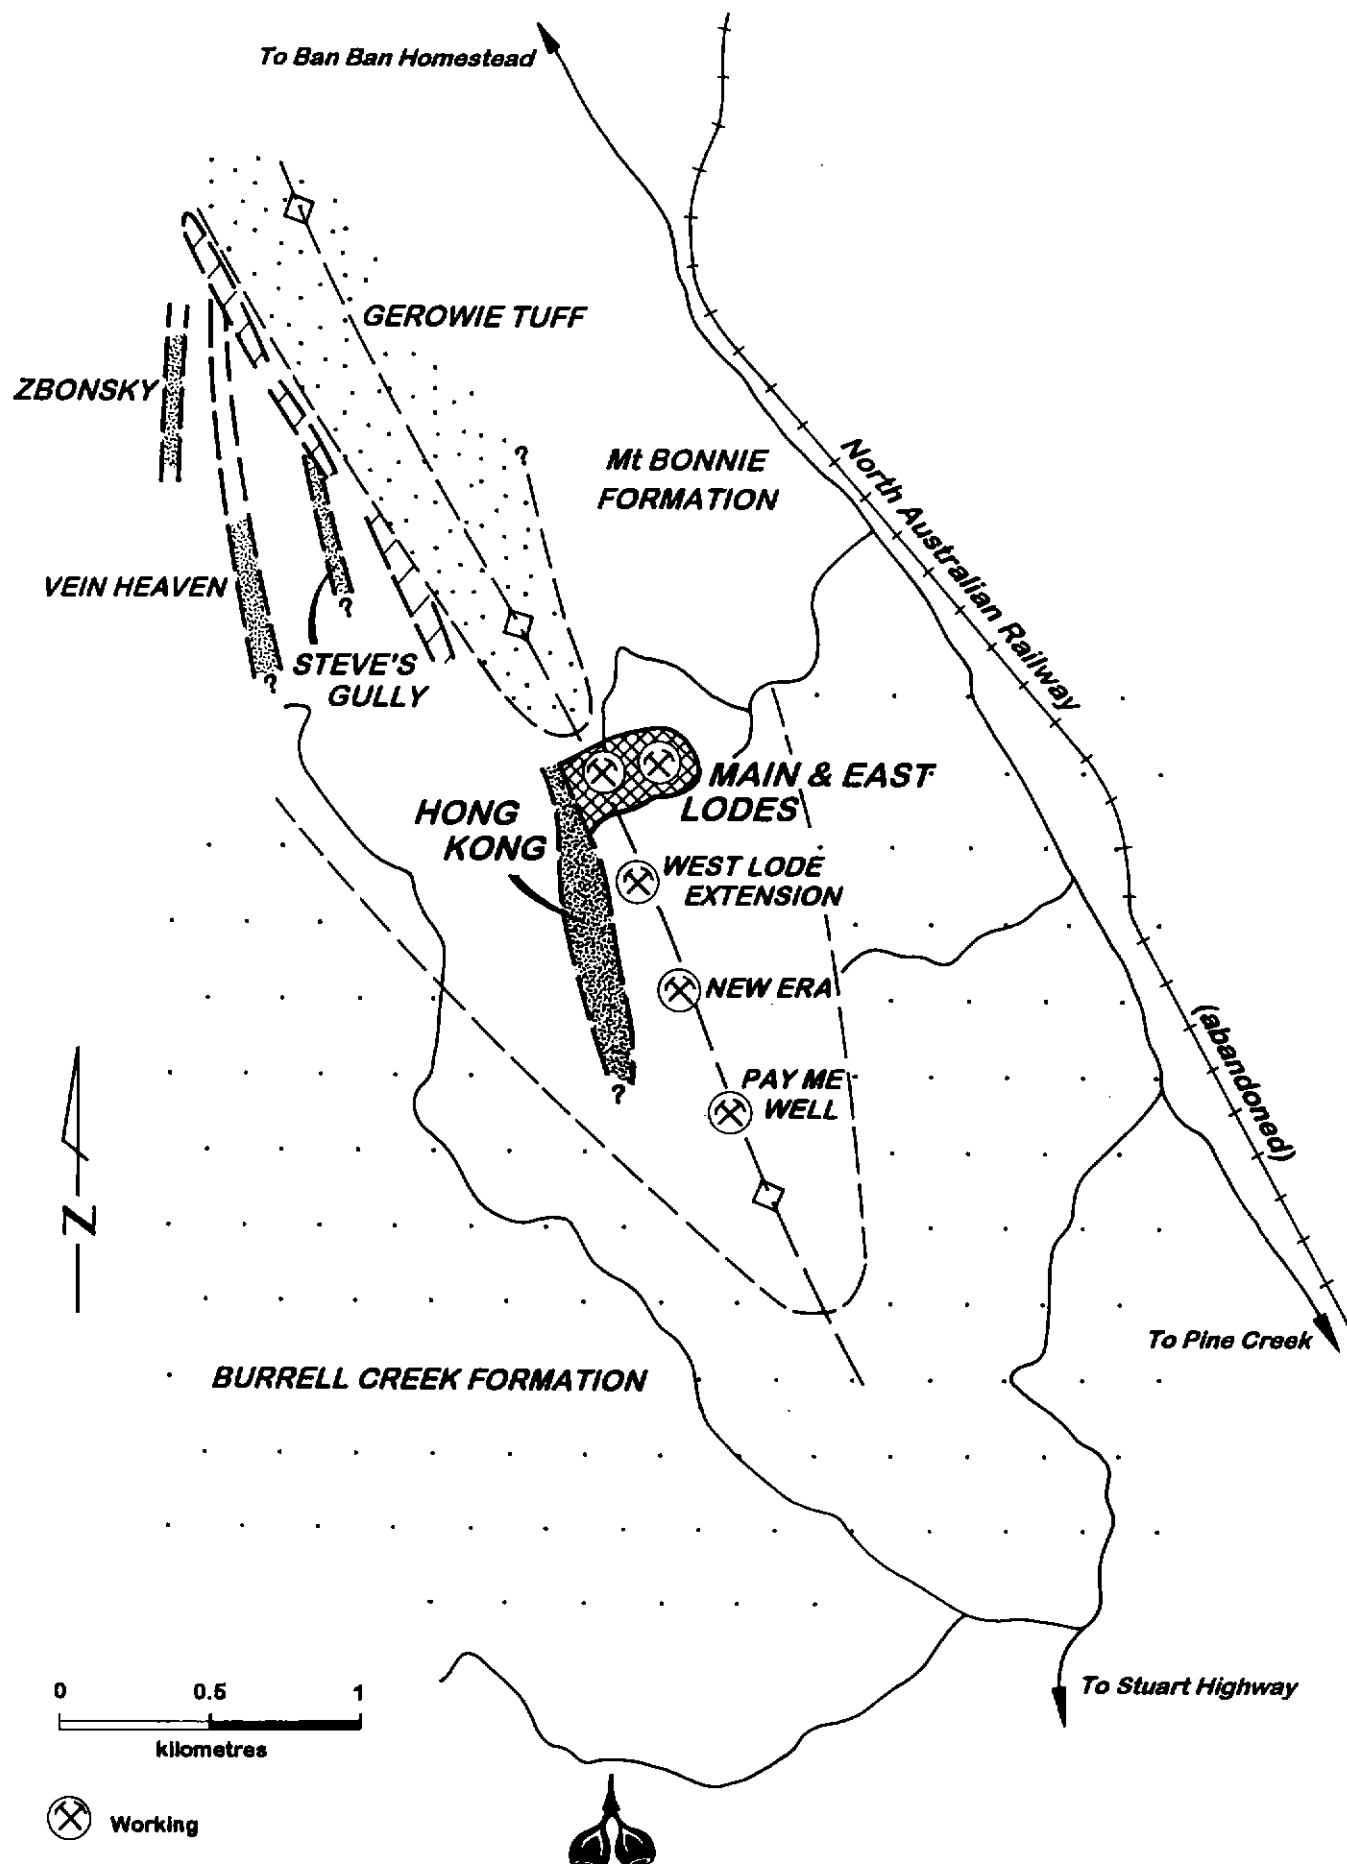 To Ban Ban Homestead
GEROWIE TUFF
ZBONSKY
Mt BONNIE
FORMATION
North Australian Railway
VEIN HEAVEN
?
?
STEVE'S
GULLY
?
MAIN & EAST
LODES
HONG
KONG
WEST LODE
EXTENSION
NEW ERA
(abandoned)
PAY ME
WELL
?
N
To Pine Creek
BURRELL CREEK FORMATION
To Stuart Highway
0 0.5 1
kilometres
Working